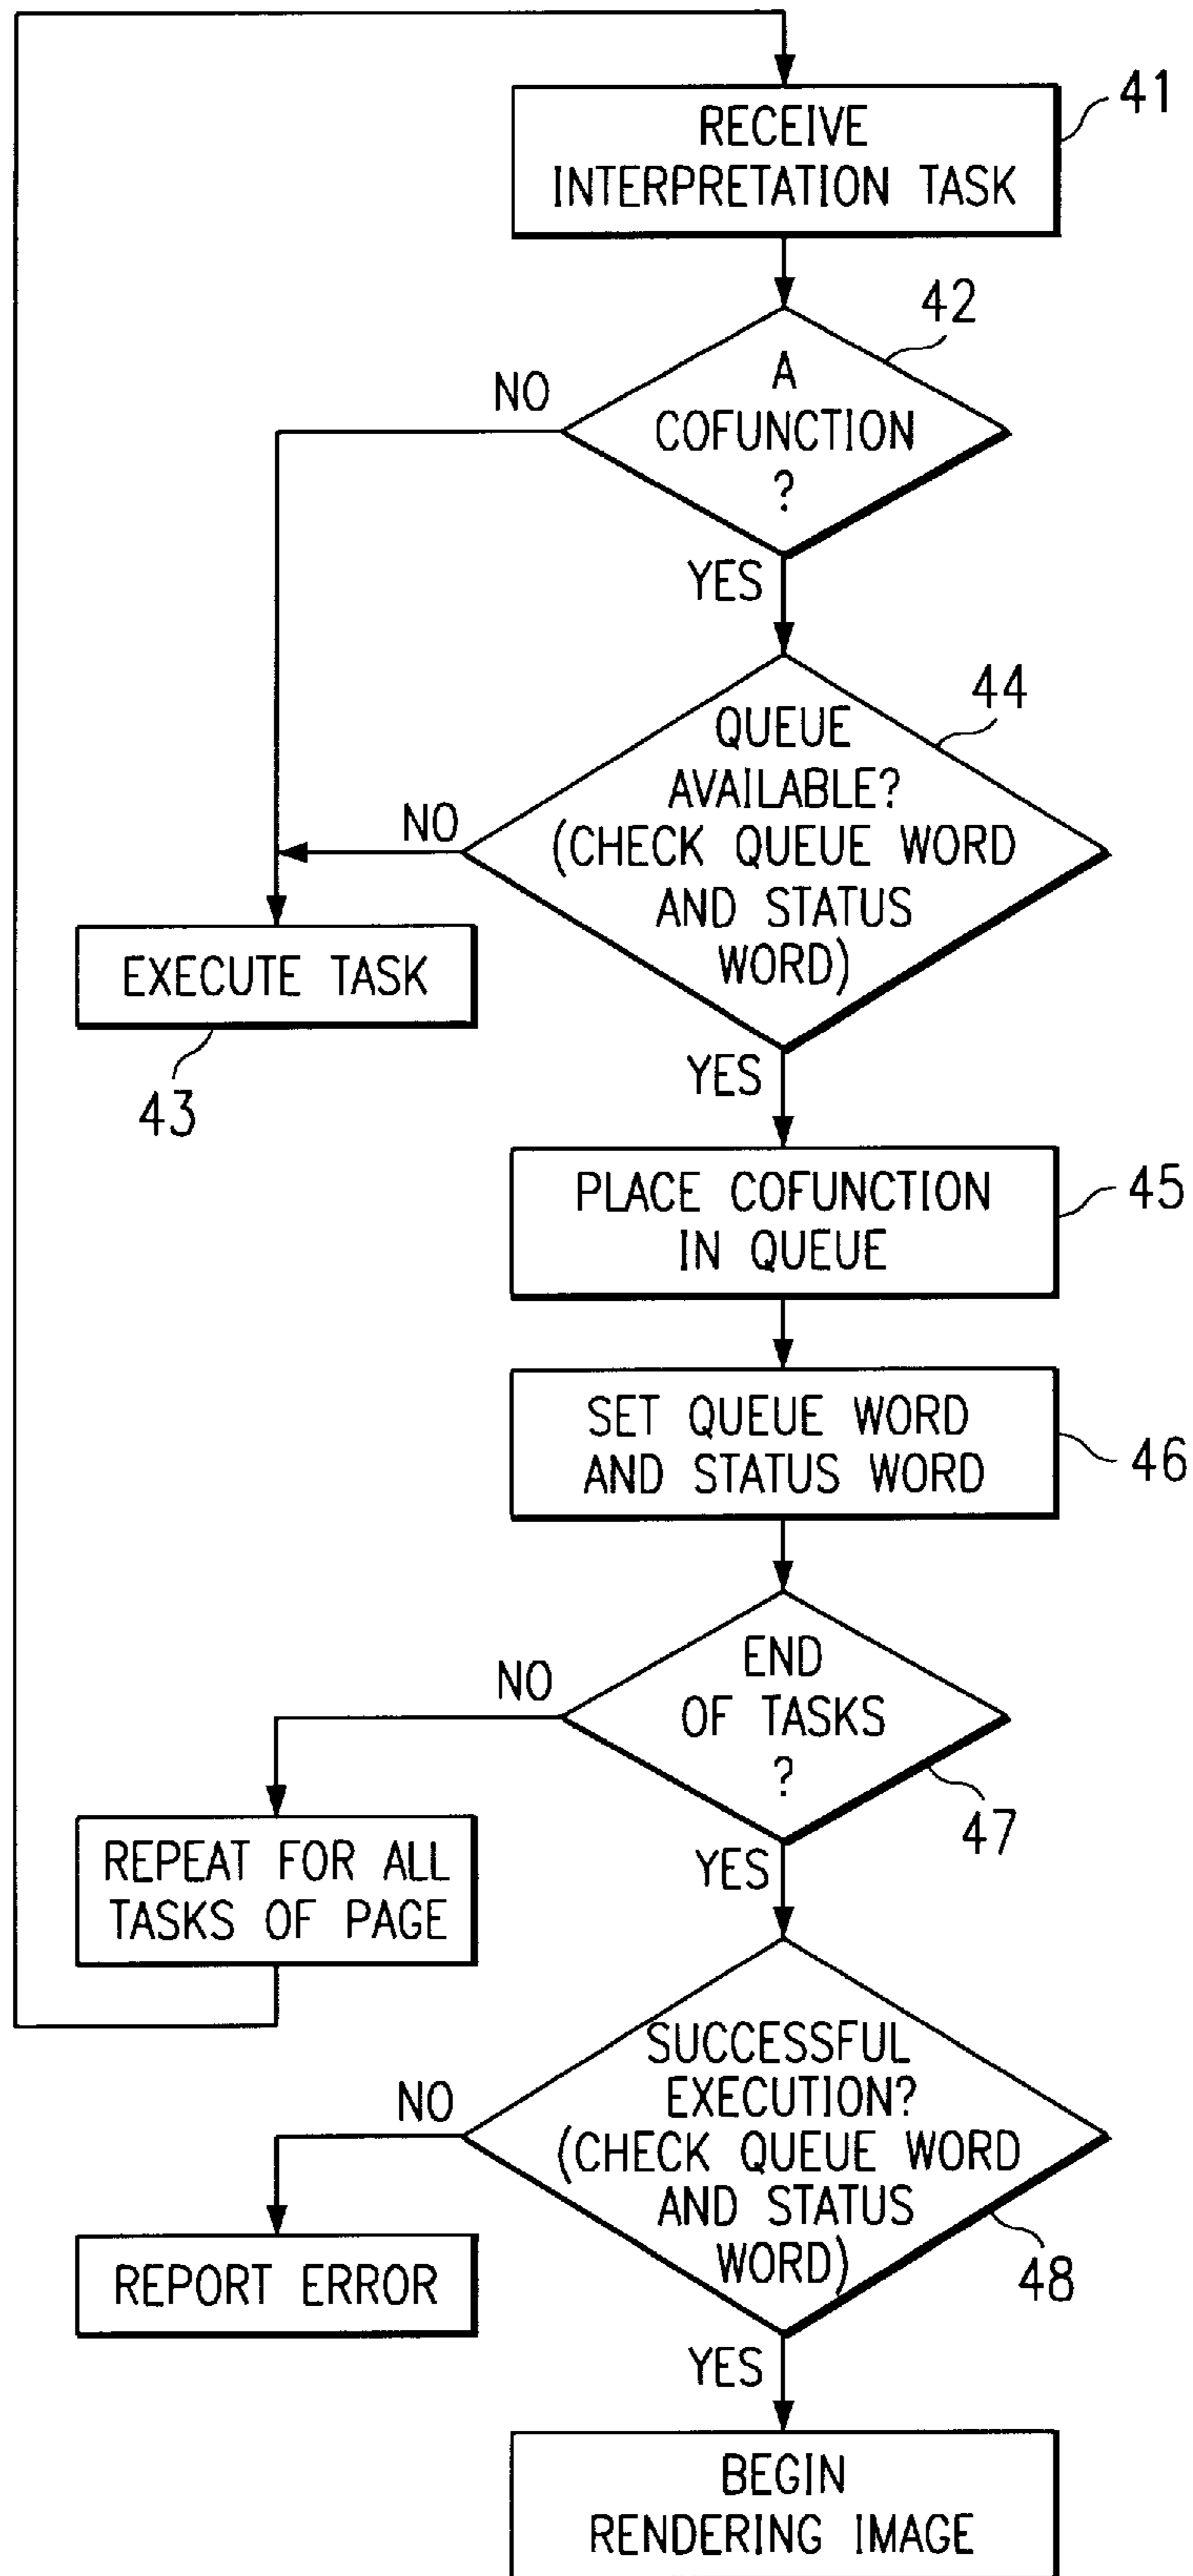 RECEIVE
INTERPRETATION TASK
41
42
A
COFUNCTION
?
NO
YES
44
QUEUE
AVAILABLE?
(CHECK QUEUE WORD
AND STATUS
WORD)
NO
EXECUTE TASK
43
YES
PLACE COFUNCTION
IN QUEUE
45
SET QUEUE WORD
AND STATUS WORD
46
END
OF TASKS
?
NO
47
YES
REPEAT FOR ALL
TASKS OF PAGE
SUCCESSFUL
EXECUTION?
(CHECK QUEUE WORD
AND STATUS
WORD)
NO
48
REPORT ERROR
YES
BEGIN
RENDERING IMAGE